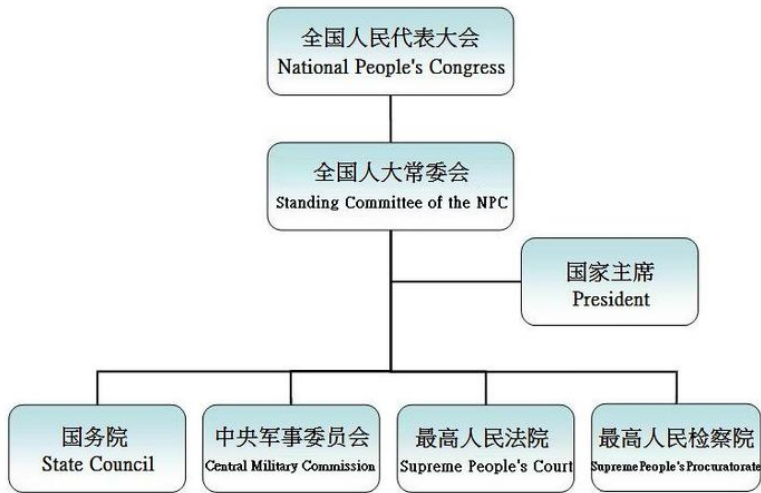 全国人民代表大会
National People's Congress
全国人大常委会
Standing Committee of the NPC
国家主席
President
国务院
State Council
中央军事委员会
Central Military Commission
最高人民法院
Supreme People's Court
最高人民检察院
Supreme People's Procuratorate